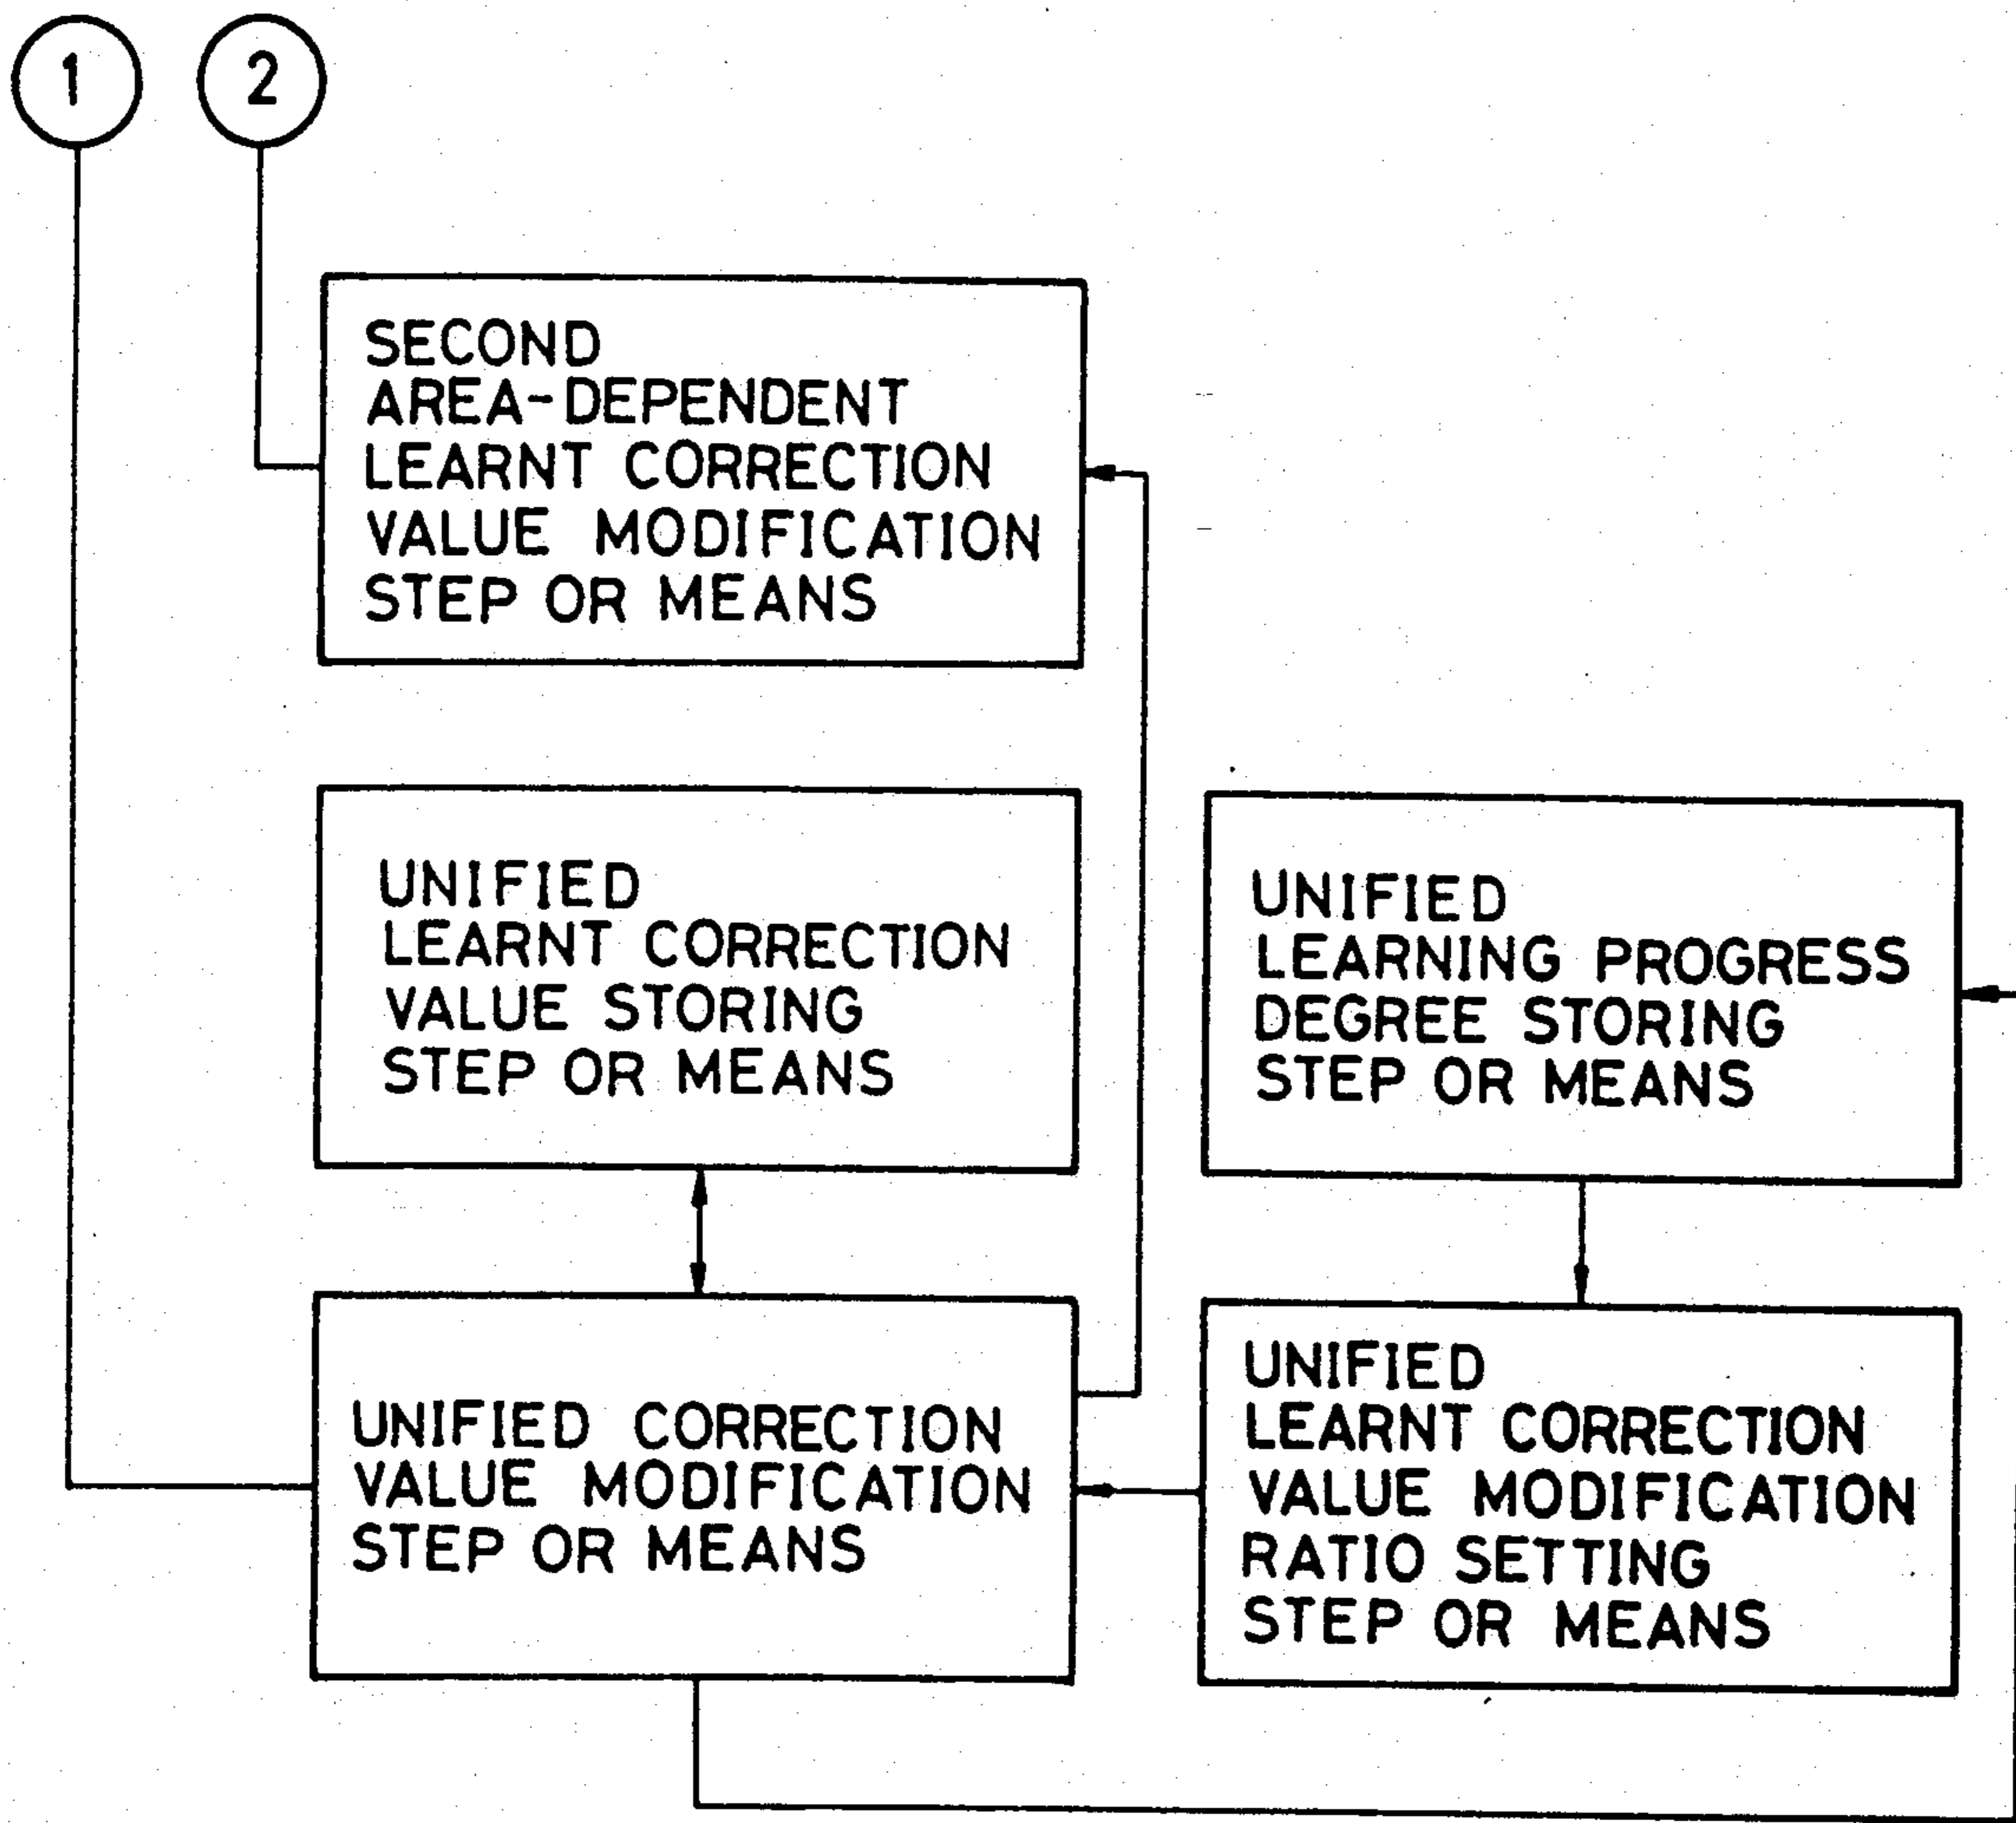 1
2
SECOND
AREA-DEPENDENT
LEARNT CORRECTION
VALUE MODIFICATION
STEP OR MEANS
UNIFIED
LEARNT CORRECTION
VALUE STORING
STEP OR MEANS
UNIFIED
LEARNING PROGRESS
DEGREE STORING
STEP OR MEANS
UNIFIED CORRECTION
VALUE MODIFICATION
STEP OR MEANS
UNIFIED
LEARNT CORRECTION
VALUE MODIFICATION
RATIO SETTING
STEP OR MEANS